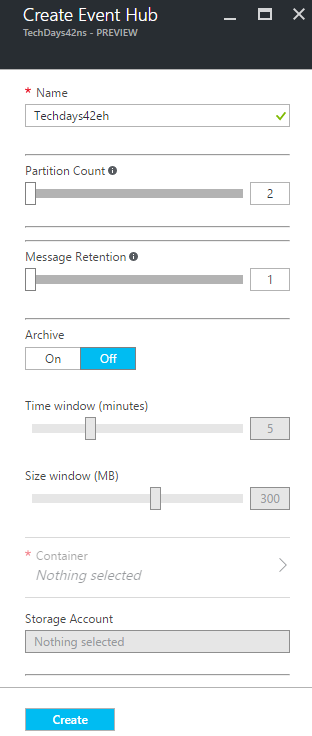 Create Event Hub
TechDays42ns - PREVIEW
* Name
Techdays42eh
Partition Count
2
Message Retention
1
Archive
On Off
Time window (minutes)
5
Size window (MB)
300
* Container
Nothing selected
Storage Account
Nothing selected
Create